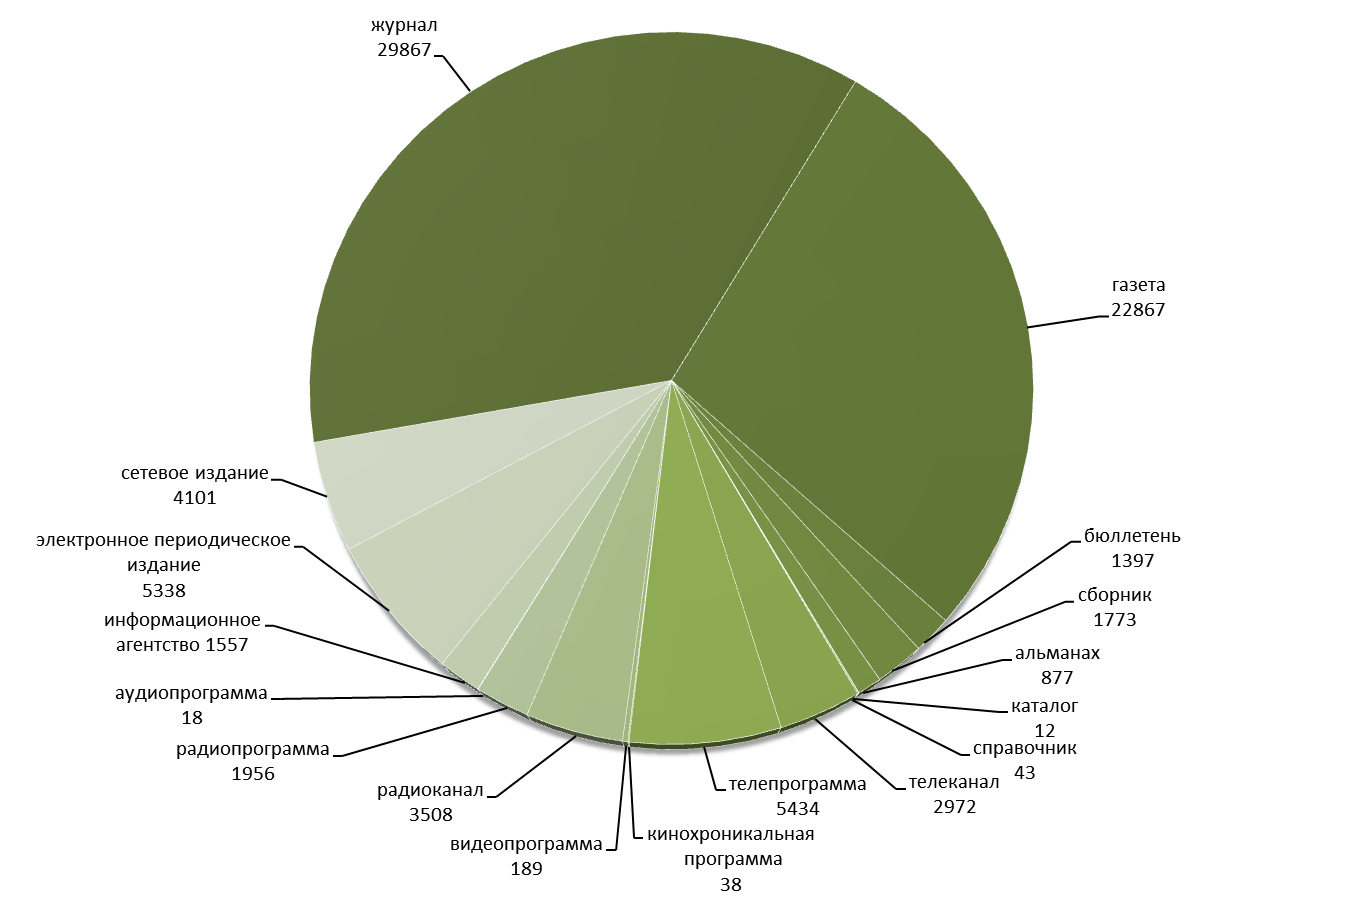 журнал
29867
газета
22867
бюллетень
1397
сборник
1773
альманах
877
каталог
12
справочник
43
телеканал
2972
телепрограмма
5434
кинохроникальная
программа
38
видеопрограмма
189
радиоканал
3508
радиопрограмма
1956
аудиопрограмма
18
информационное
агентство 1557
электронное периодическое
издание
5338
сетевое издание
4101